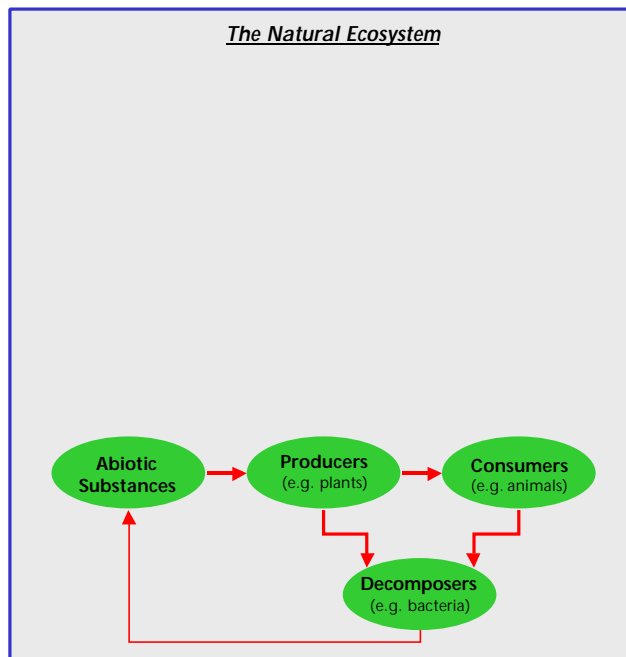 The Natural Ecosystem
Abiotic
Substances
Producers
(e.g. plants)
Consumers
(e.g. animals)
Decomposers
(e.g. bacteria)